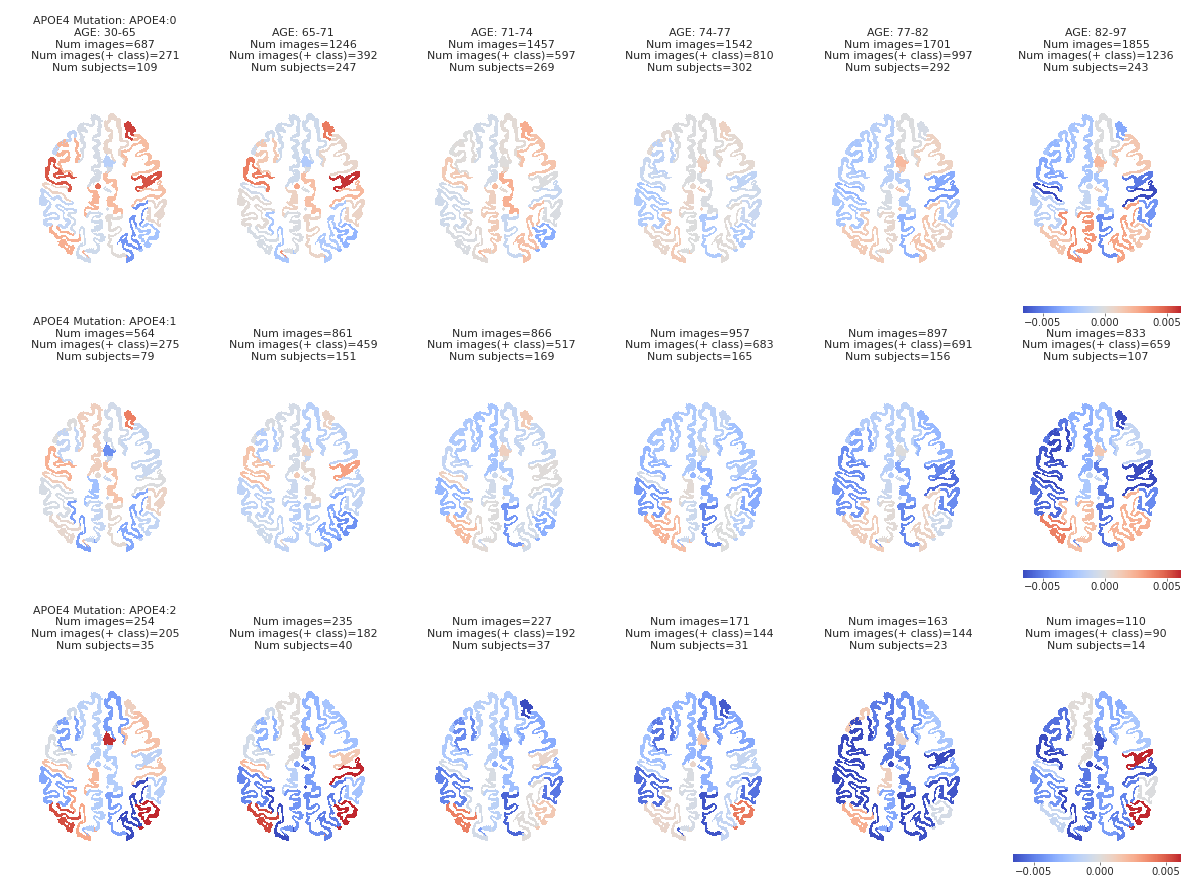 APOE4 Mutation: APOE4:0
AGE: 30-65
Num images=687
Num images(+ class)=271
Num subjects=109
AGE: 65-71
Num images=1246
Num images(+ class)=392
Num subjects=247
AGE: 71-74
Num images=1457
Num images(+ class)=597
Num subjects=269
AGE: 74-77
Num images=1542
Num images(+ class)=810
Num subjects=302
AGE: 77-82
Num images=1701
Num images(+ class)=997
Num subjects=292
AGE: 82-97
Num images=1855
Num images(+ class)=1236
Num subjects=243
−0.005 0.000 0.005
APOE4 Mutation: APOE4:1
Num images=564
Num images(+ class)=275
Num subjects=79
Num images=861
Num images(+ class)=459
Num subjects=151
Num images=866
Num images(+ class)=517
Num subjects=169
Num images=957
Num images(+ class)=683
Num subjects=165
Num images=897
Num images(+ class)=691
Num subjects=156
Num images=833
Num images(+ class)=659
Num subjects=107
−0.005 0.000 0.005
APOE4 Mutation: APOE4:2
Num images=254
Num images(+ class)=205
Num subjects=35
Num images=235
Num images(+ class)=182
Num subjects=40
Num images=227
Num images(+ class)=192
Num subjects=37
Num images=171
Num images(+ class)=144
Num subjects=31
Num images=163
Num images(+ class)=144
Num subjects=23
Num images=110
Num images(+ class)=90
Num subjects=14
−0.005 0.000 0.005